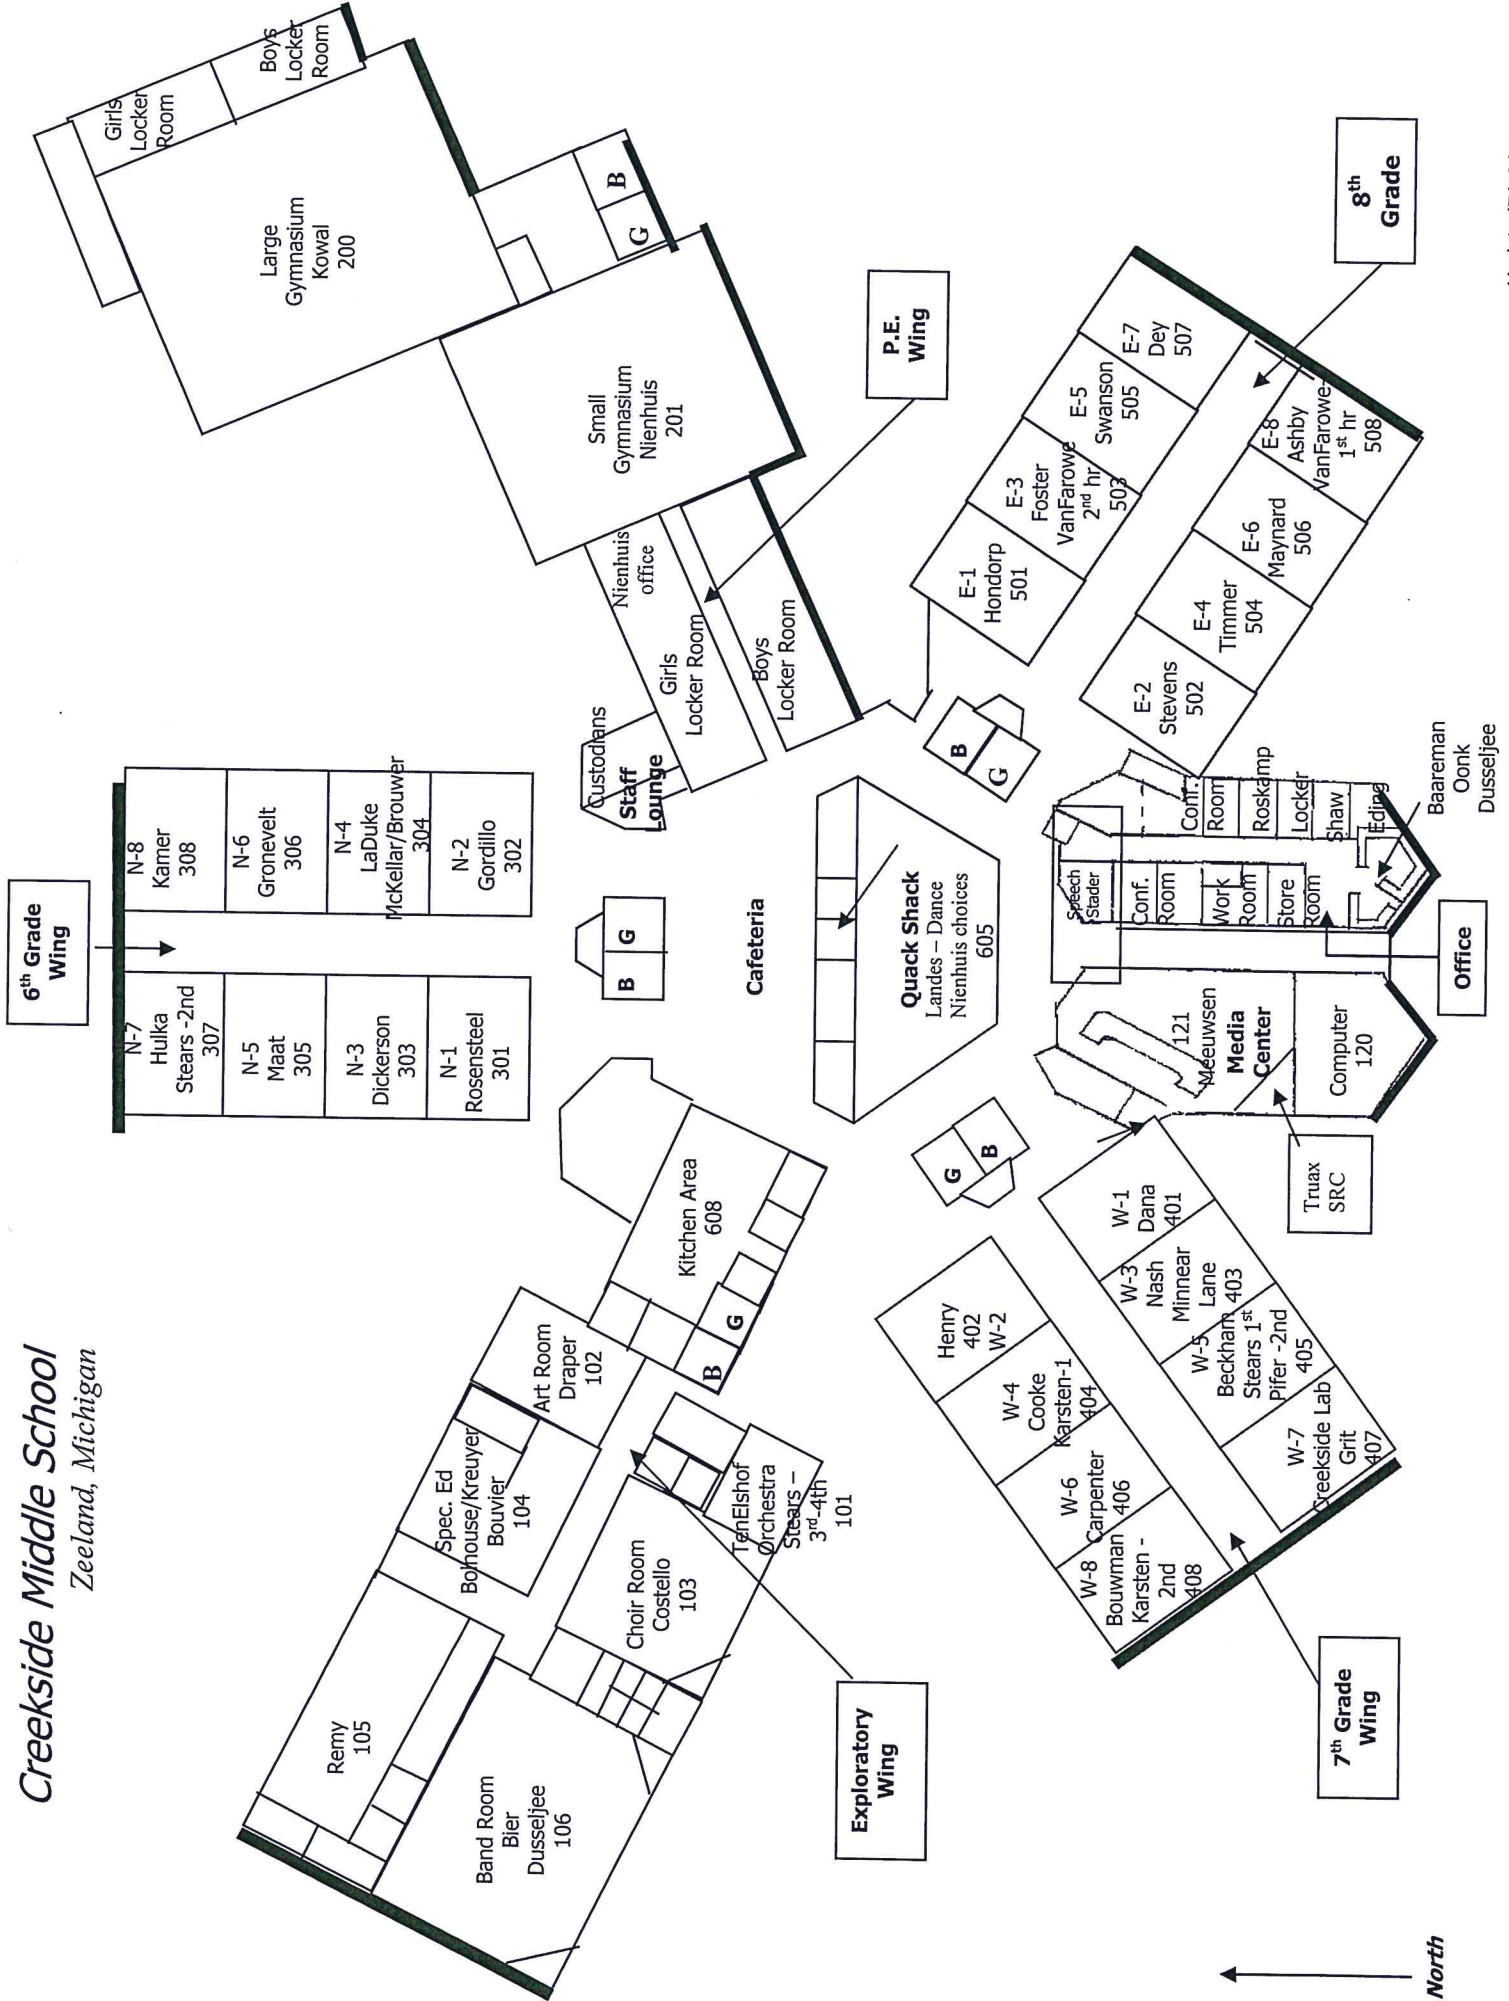 Creekside Middle School
Zeeland, Michigan
6th Grade
Wing
N-8
Kamer
308
N-6
Gronevelt
306
N-4
LaDuke
McKellar/Brouwer
304
N-2
Gordillo
302
N-7
Hulka
Stears -2nd
307
N-5
Maat
305
N-3
Dickerson
303
N-1
Rosensteel
301
Girls
Locker
Room
Boys
Locker
Room
Large
Gymnasium
Kowal
200
B
G
Small
Gymnasium
Nienhuis
201
P.E.
Wing
Nienhuis
office
Girls
Locker Room
Boys
Locker Room
Custodians
Staff
Lounge
B
G
Cafeteria
Quack Shack
Landes – Dance
Nienhuis choices
605
Kitchen Area
608
B
G
Art Room
Draper
102
Spec. Ed
Bolhouse/Kreuyer
Bouvier
104
Remy
105
Band Room
Bier
Dusseljee
106
Choir Room
Costello
103
TenElshof
Orchestra
Stears –
3rd-4th
101
Exploratory
Wing
8th
Grade
E-7
Dey
507
E-5
Swanson
505
E-3
Foster
VanFarowe
2nd hr
503
E-1
Hondorp
501
E-8
Ashby
VanFarowe-
1st hr
508
E-6
Maynard
506
E-4
Timmer
504
E-2
Stevens
502
B
G
Speech
Stader
Conf.
Room
Work
Room
Store
Room
Conf.
Room
Roskamp
Locker
Shaw
Eding
Baareman
Oonk
Dusseljee
Office
121
Meeuwsen
Media
Center
Computer
120
Truax
SRC
G
B
W-1
Dana
401
W-3
Nash
Minnear
Lane
403
W-5
Beckham
Stears 1st
Pifer -2nd
405
W-7
Creekside Lab
Grit
407
Henry
402
W-2
W-4
Cooke
Karsten-1
404
W-6
Carpenter
406
W-8
Bouwman
Karsten -
2nd
408
7th Grade
Wing
North